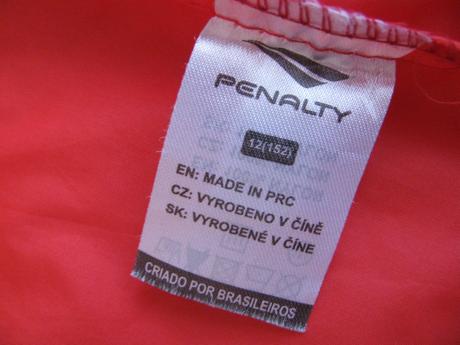 PENALTY
12(152)
EN: MADE IN PRC
CZ: VYROBENO V ČÍNĚ
SK: VYROBENÉ V ČÍNE
CRIADO POR BRASILEIROS